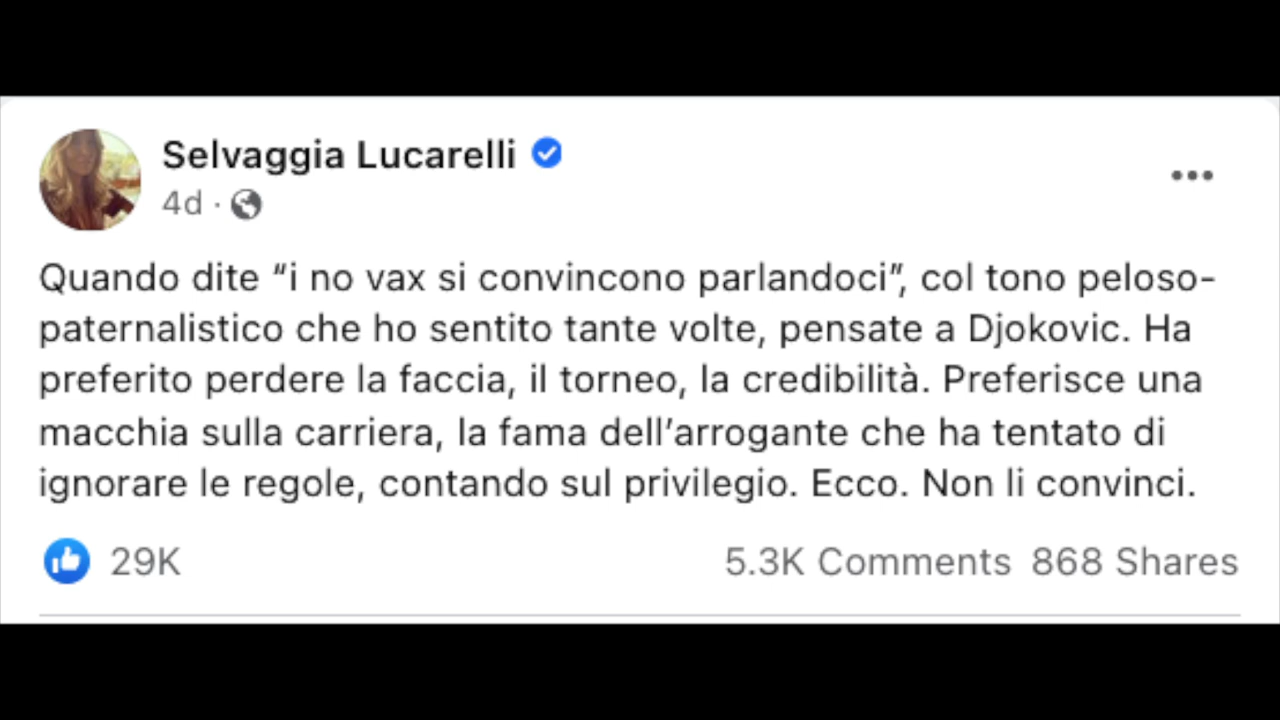 Selvaggia Lucarelli
4d ·
Quando dite “i no vax si convincono parlandoci”, col tono peloso-
paternalistico che ho sentito tante volte, pensate a Djokovic. Ha
preferito perdere la faccia, il torneo, la credibilità. Preferisce una
macchia sulla carriera, la fama dell’arrogante che ha tentato di
ignorare le regole, contando sul privilegio. Ecco. Non li convinci.
29K 5.3K Comments 868 Shares